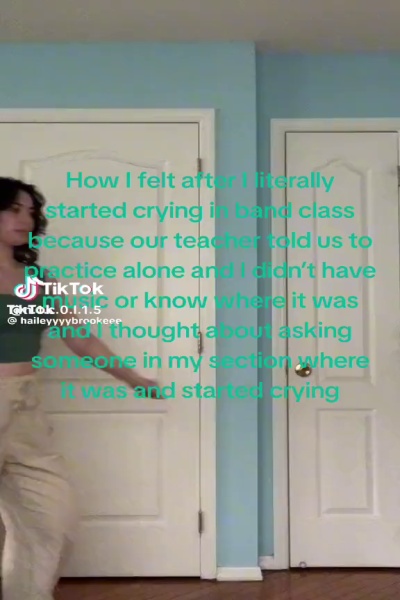 How I felt after I literally
started crying in band class
because our teacher told us to
practice alone and I didn't have
music or know where it was
and I thought about asking
someone in my section where
it was and started crying
TikTok
TikTok
@ haileyyyybrookeee